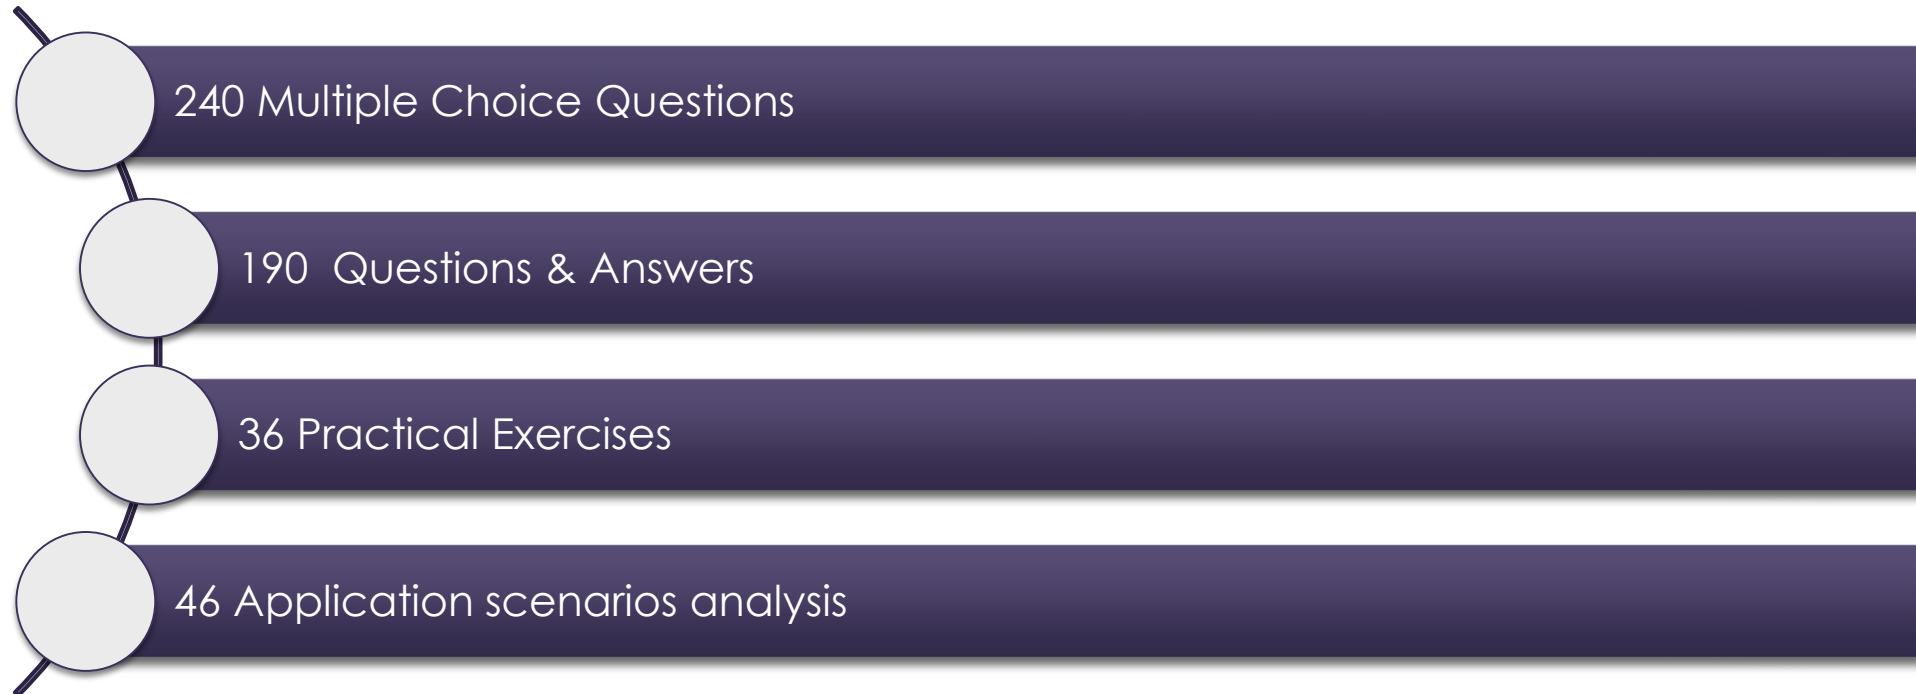 240 Multiple Choice Questions
190  Questions & Answers
36 Practical Exercises
46 Application scenarios analysis